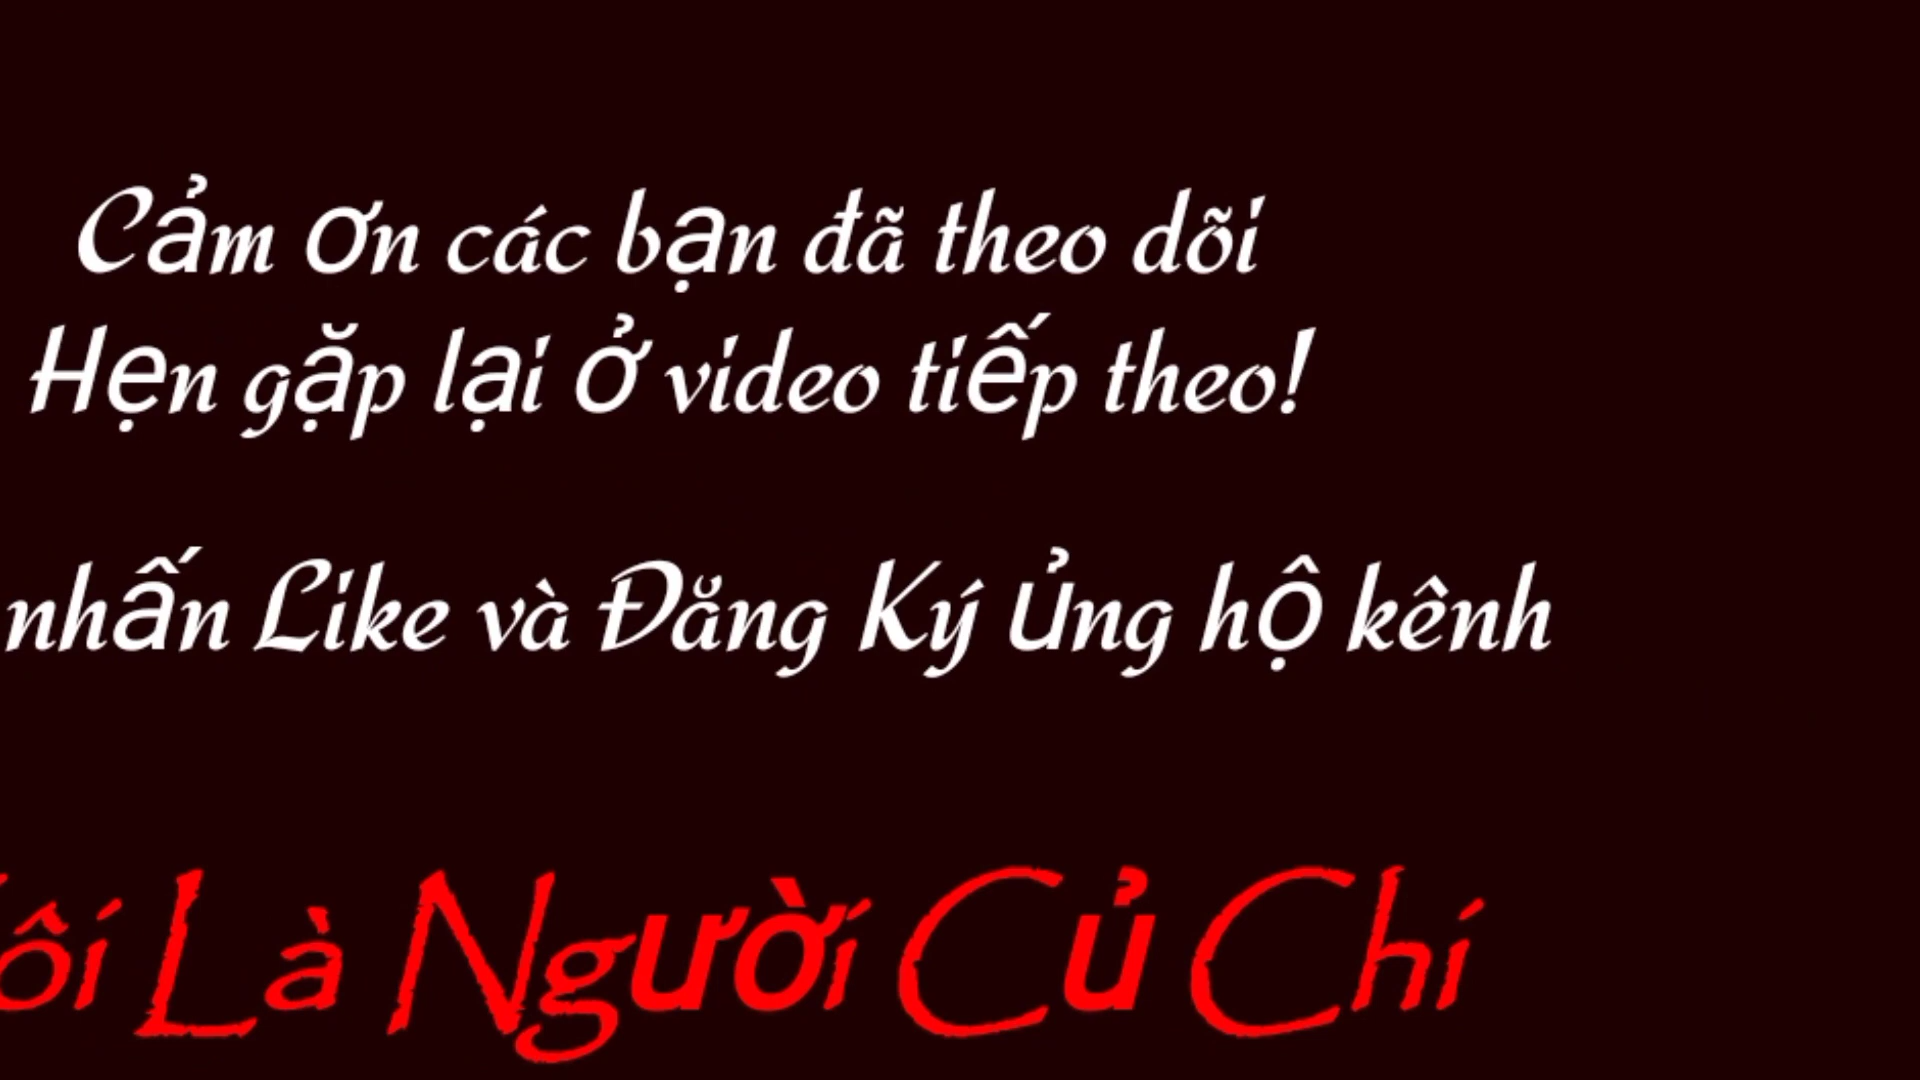 Cảm ơn các bạn đã theo dõi
Hẹn gặp lại ở video tiếp theo!
nhấn Like và Đăng Ký ủng hộ kênh
Là Người Củ Chi